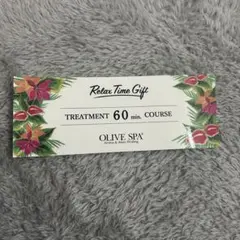 Relax Time Gift
TREATMENT 60 min. COURSE
OLIVE SPA